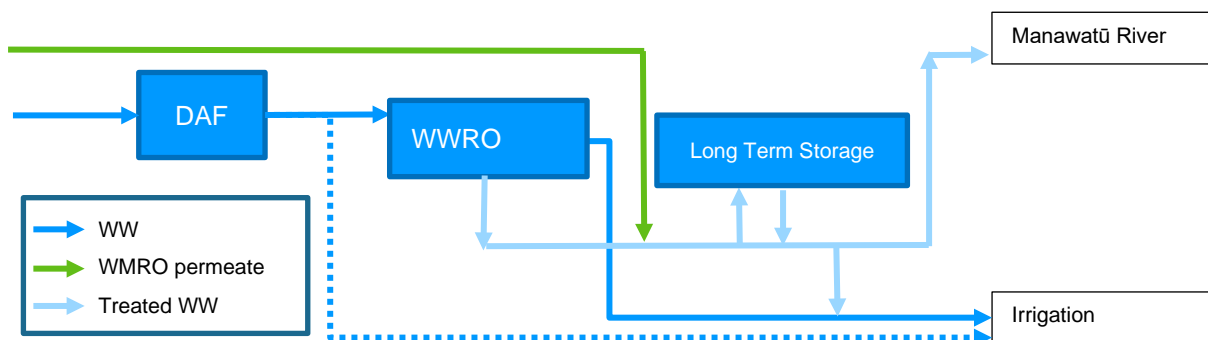 Manawatū River
DAF
WWRO
Long Term Storage
WW
WMRO permeate
Treated WW
Irrigation